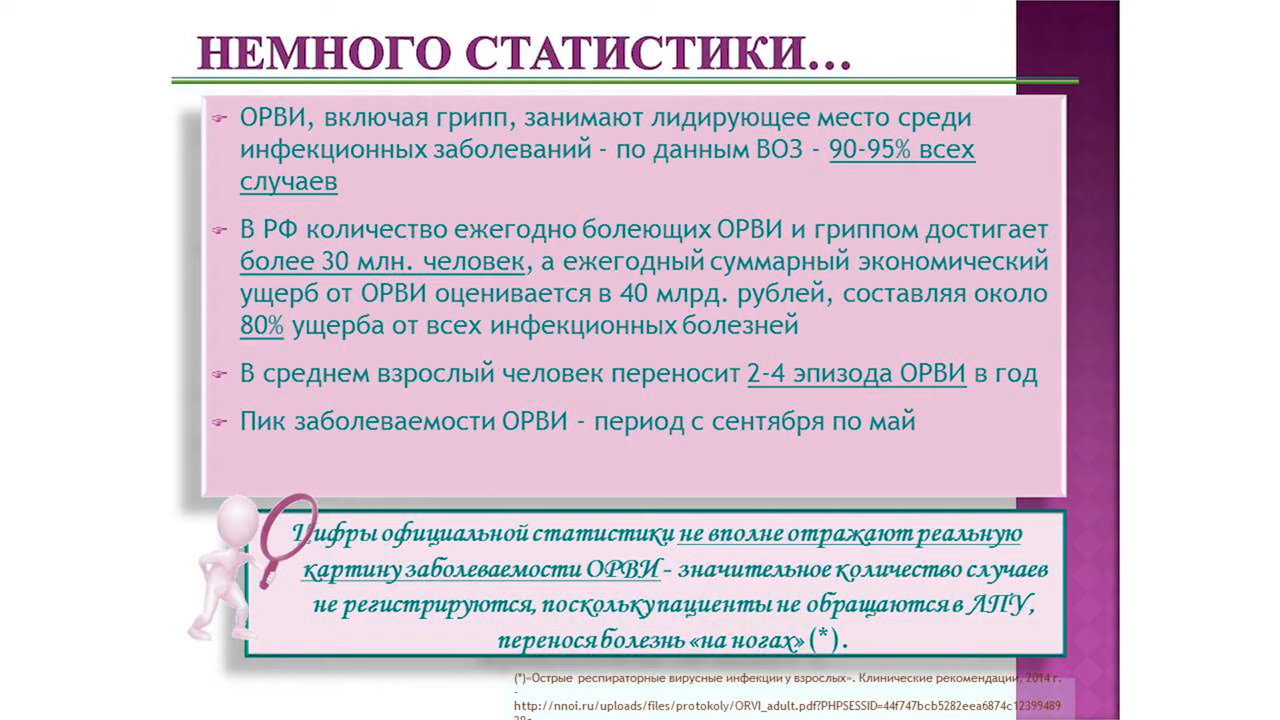 НЕМНОГО СТАТИСТИКИ...
ОРВИ, включая грипп, занимают лидирующее место среди
инфекционных заболеваний - по данным ВОЗ - 90-95% всех
случаев
В РФ количество ежегодно болеющих ОРВИ и гриппом достигает
более 30 млн. человек, а ежегодный суммарный экономический
ущерб от ОРВИ оценивается в 40 млрд. рублей, составляя около
80% ущерба от всех инфекционных болезней
В среднем взрослый человек переносит 2-4 эпизода ОРВИ в год
Пик заболеваемости ОРВИ - период с сентября по май
Цифры официальной статистики не вполне отражают реальную
картину заболеваемости ОРВИ - значительное количество случаев
не регистрируются, поскольку пациенты не обращаются в ЛПУ,
перенося болезнь «на ногах» (*).
(*)«Острые респираторные вирусные инфекции у взрослых». Клинические рекомендации, 2014 г.
-
http://nnoi.ru/uploads/files/protokoly/ORVI_adult.pdf?PHPSESSID=44f747bcb5282eea6874c12399489